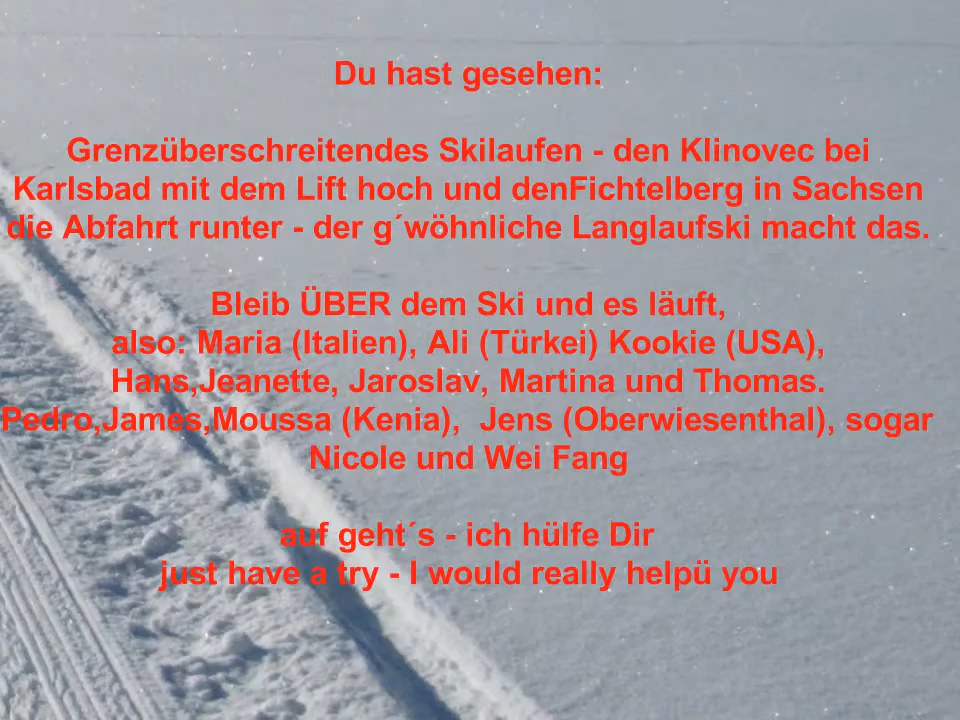 Du hast gesehen:
Grenzüberschreitendes Skilaufen - den Klinovec bei
Karlsbad mit dem Lift hoch und denFichtelberg in Sachsen
die Abfahrt runter - der g´wöhnliche Langlaufski macht das.
Bleib ÜBER dem Ski und es läuft,
also: Maria (Italien), Ali (Türkei) Kookie (USA),
Hans,Jeanette, Jaroslav, Martina und Thomas.
Pedro,James,Moussa (Kenia),  Jens (Oberwiesenthal), sogar
Nicole und Wei Fang
auf geht´s - ich hülfe Dir
just have a try - I would really helpü you